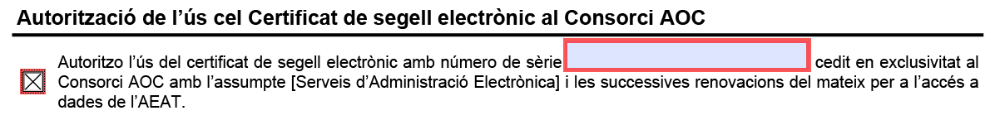 Autorització de l’ús cel Certificat de segell electrònic al Consorci AOC
Autoritzo l’ús del certificat de segell electrònic amb número de sèrie cedit en exclusivitat al
Consorci AOC amb l’assumpte [Serveis d’Administració Electrònica] i les successives renovacions del mateix per a l’accés a
dades de l’AEAT.